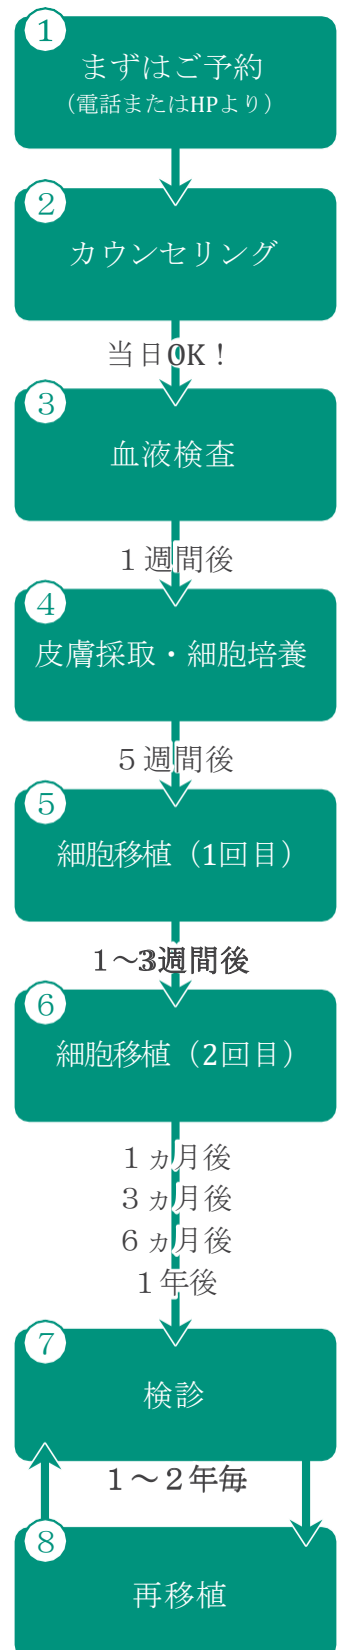 1
まずはご予約
（電話またはHPより）
2
カウンセリング
当日OK！
3
血液検査
１週間後
4
皮膚採取・細胞培養
５週間後
5
細胞移植（1回目）
１～3週間後
6
細胞移植（2回目）
１ヵ月後
３ヵ月後
６ヵ月後
１年後
7
検診
１～２年毎
8
再移植